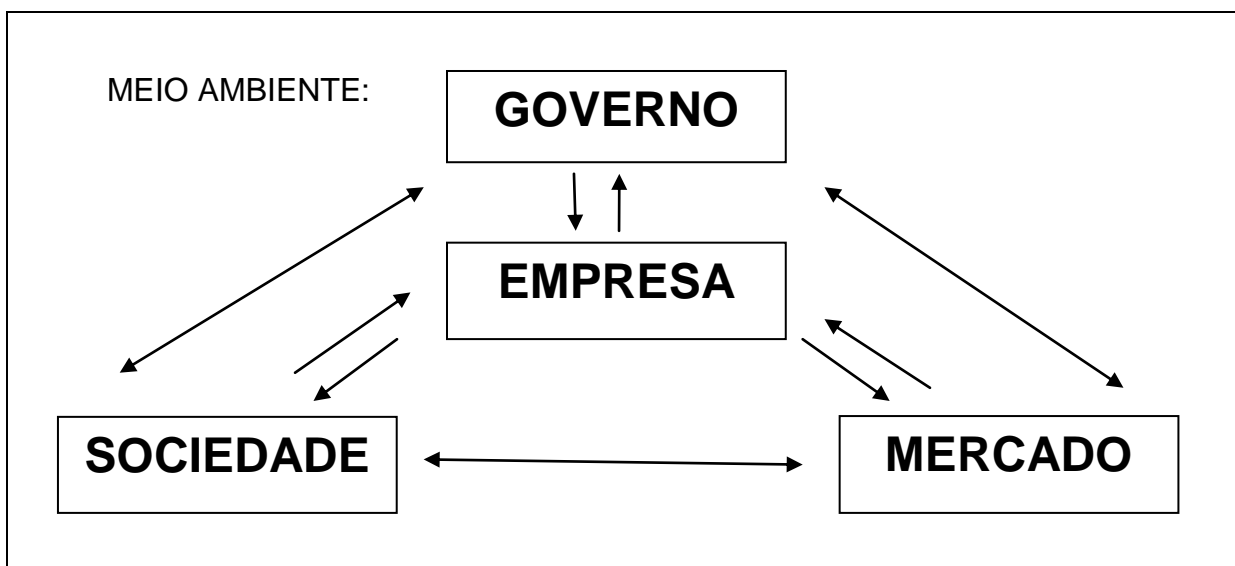 MEIO AMBIENTE:
GOVERNO
EMPRESA
SOCIEDADE
MERCADO